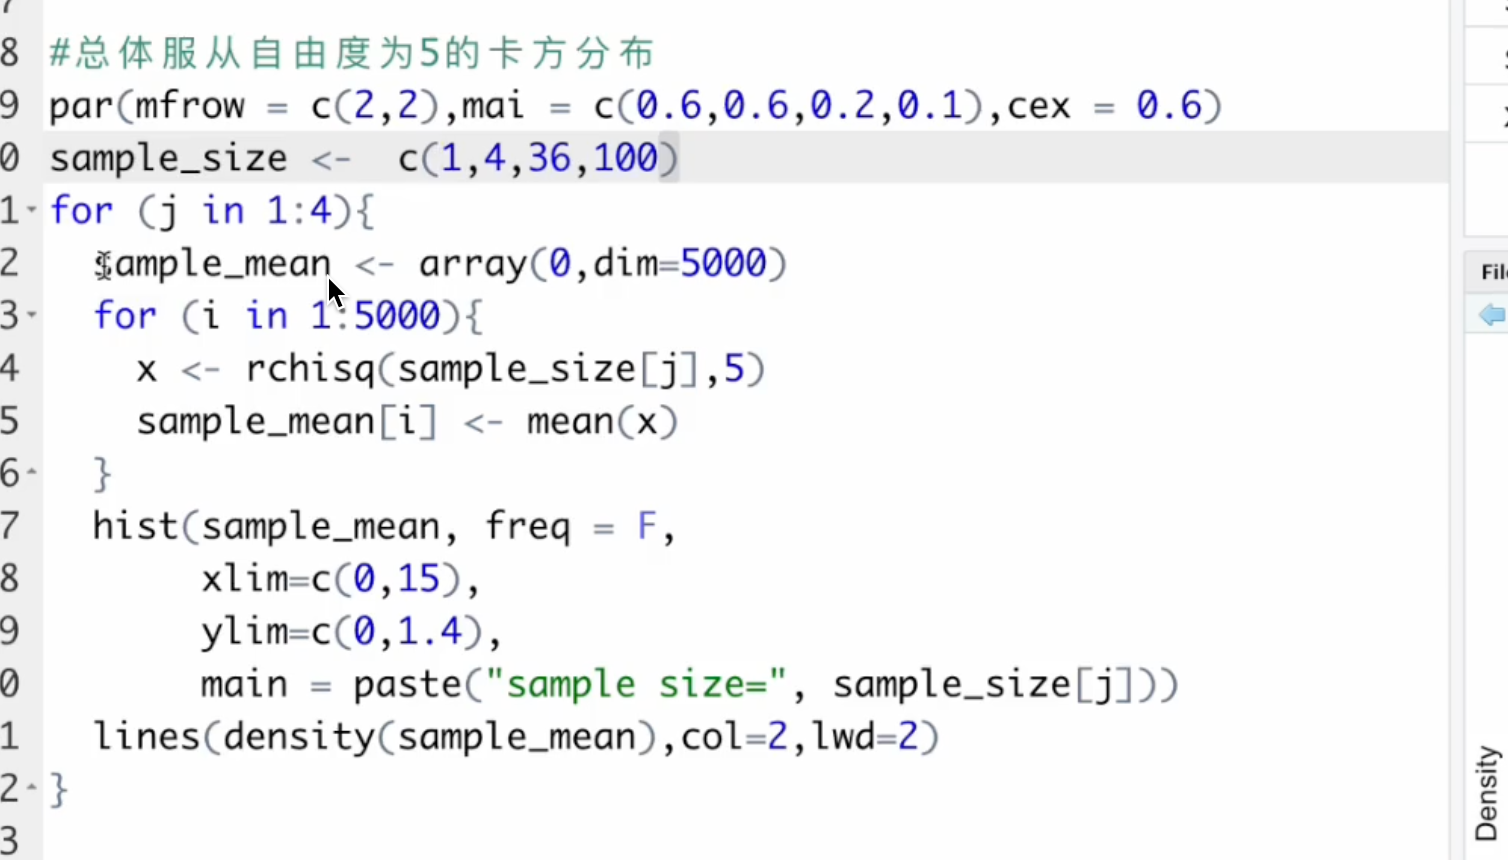 8 #总体服从自由度为5的卡方分布
9 par(mfrow = c(2,2),mai = c(0.6,0.6,0.2,0.1),cex = 0.6)
0 sample_size <-  c(1,4,36,100)
1 for (j in 1:4){
2   sample_mean <- array(0,dim=5000)
3   for (i in 1:5000){
4     x <- rchisq(sample_size[j],5)
5     sample_mean[i] <- mean(x)
6   }
7   hist(sample_mean, freq = F,
8        xlim=c(0,15),
9        ylim=c(0,1.4),
0        main = paste("sample size=", sample_size[j]))
1   lines(density(sample_mean),col=2,lwd=2)
2 }
3
Density